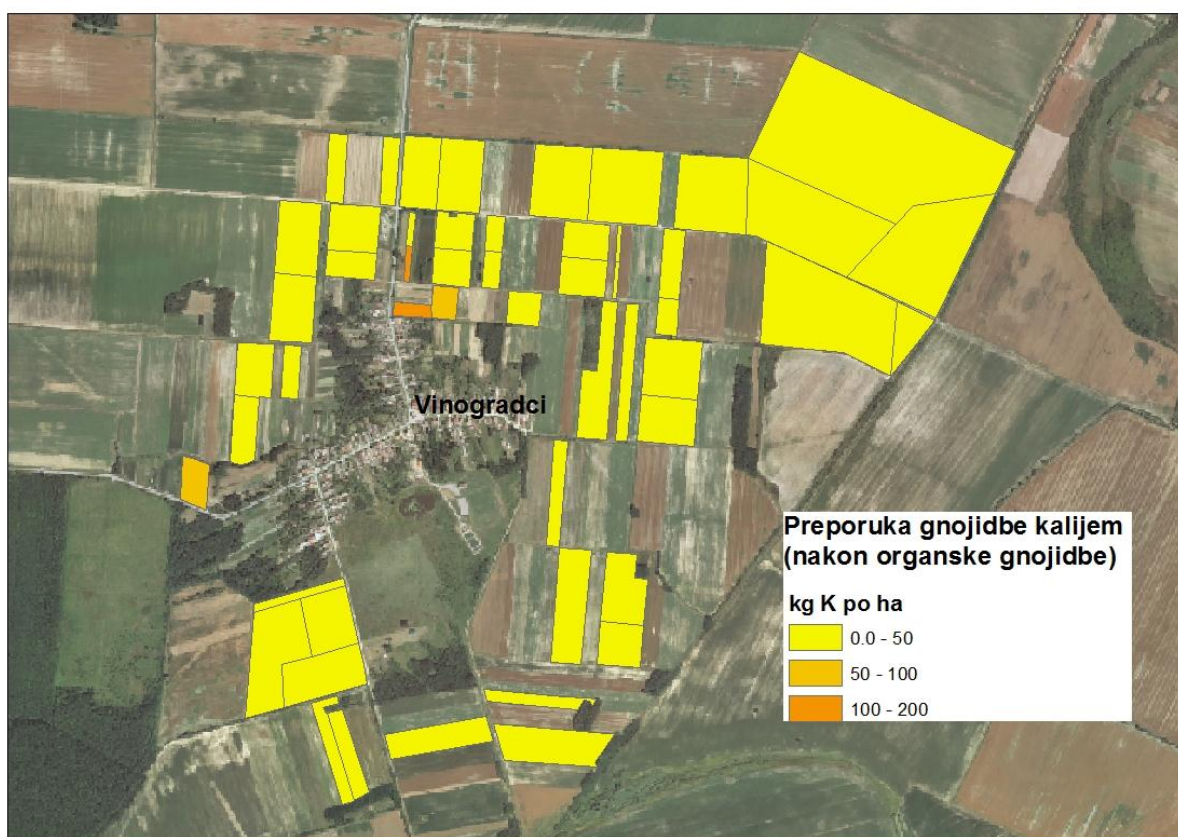 Vinogradci
Preporuka gnojidbe kalijem
(nakon organske gnojidbe)
kg K po ha
0.0 - 50
50 - 100
100 - 200